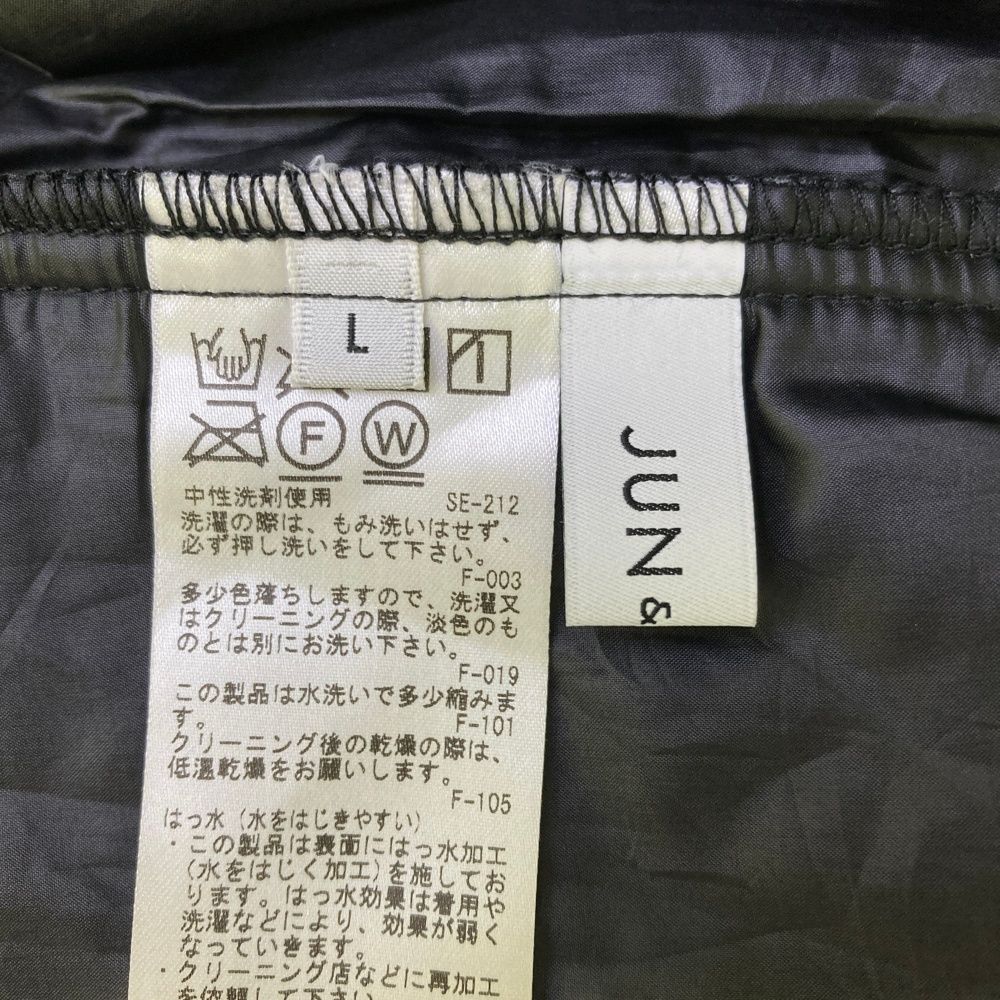 L
F W
中性洗剤使用 SE-212
洗濯の際は、もみ洗いはせず、
必ず押し洗いをして下さい。
F-003
多少色落ちしますので、洗濯又
はクリーニングの際、淡色のも
のとは別にお洗い下さい。
F-019
この製品は水洗いで多少縮みま
す。 F-101
クリーニング後の乾燥の際は、
低温乾燥をお願いします。
F-105
はっ水（水をはじきやすい）
・この製品は表面にはっ水加工
（水をはじく加工）を施してお
ります。はっ水効果は着用や
洗濯などにより、効果が弱く
なっていきます。
・クリーニング店などに再加工
を依頼して下さい。
JUN &